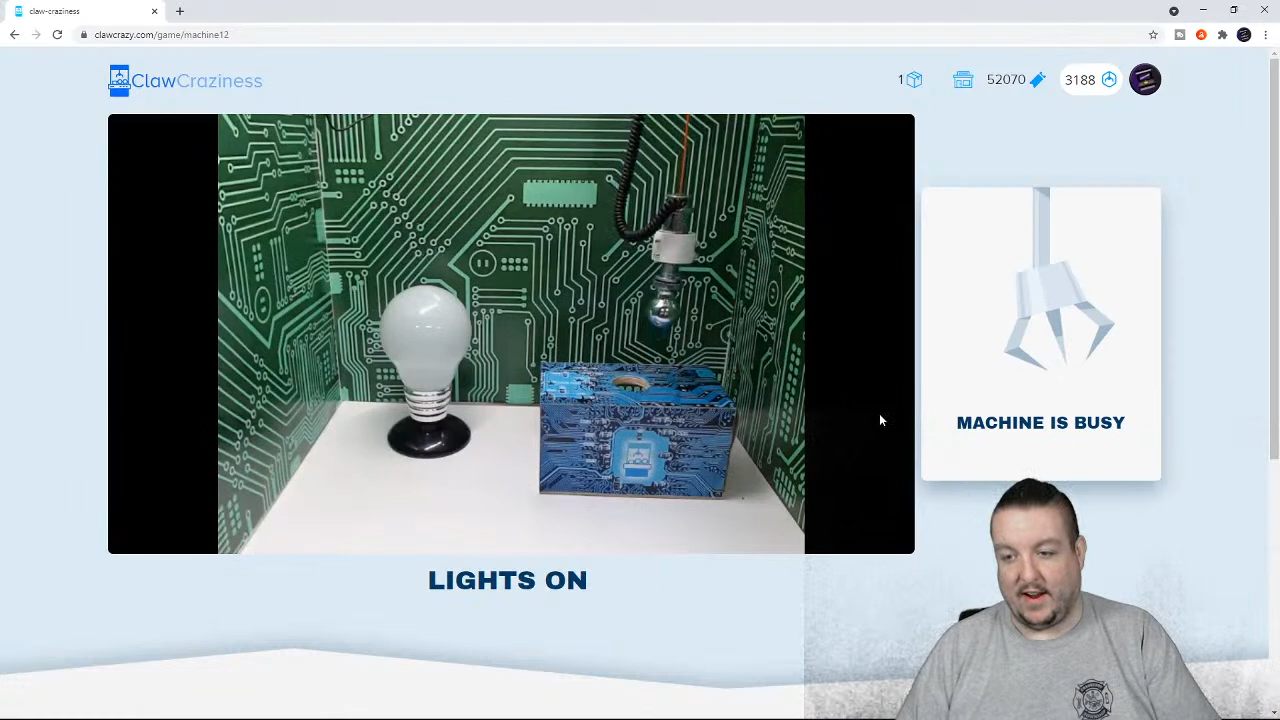 claw-craziness
clawcrazy.com/game/machine12
ClawCraziness
1
52070
3188
MACHINE IS BUSY
LIGHTS ON